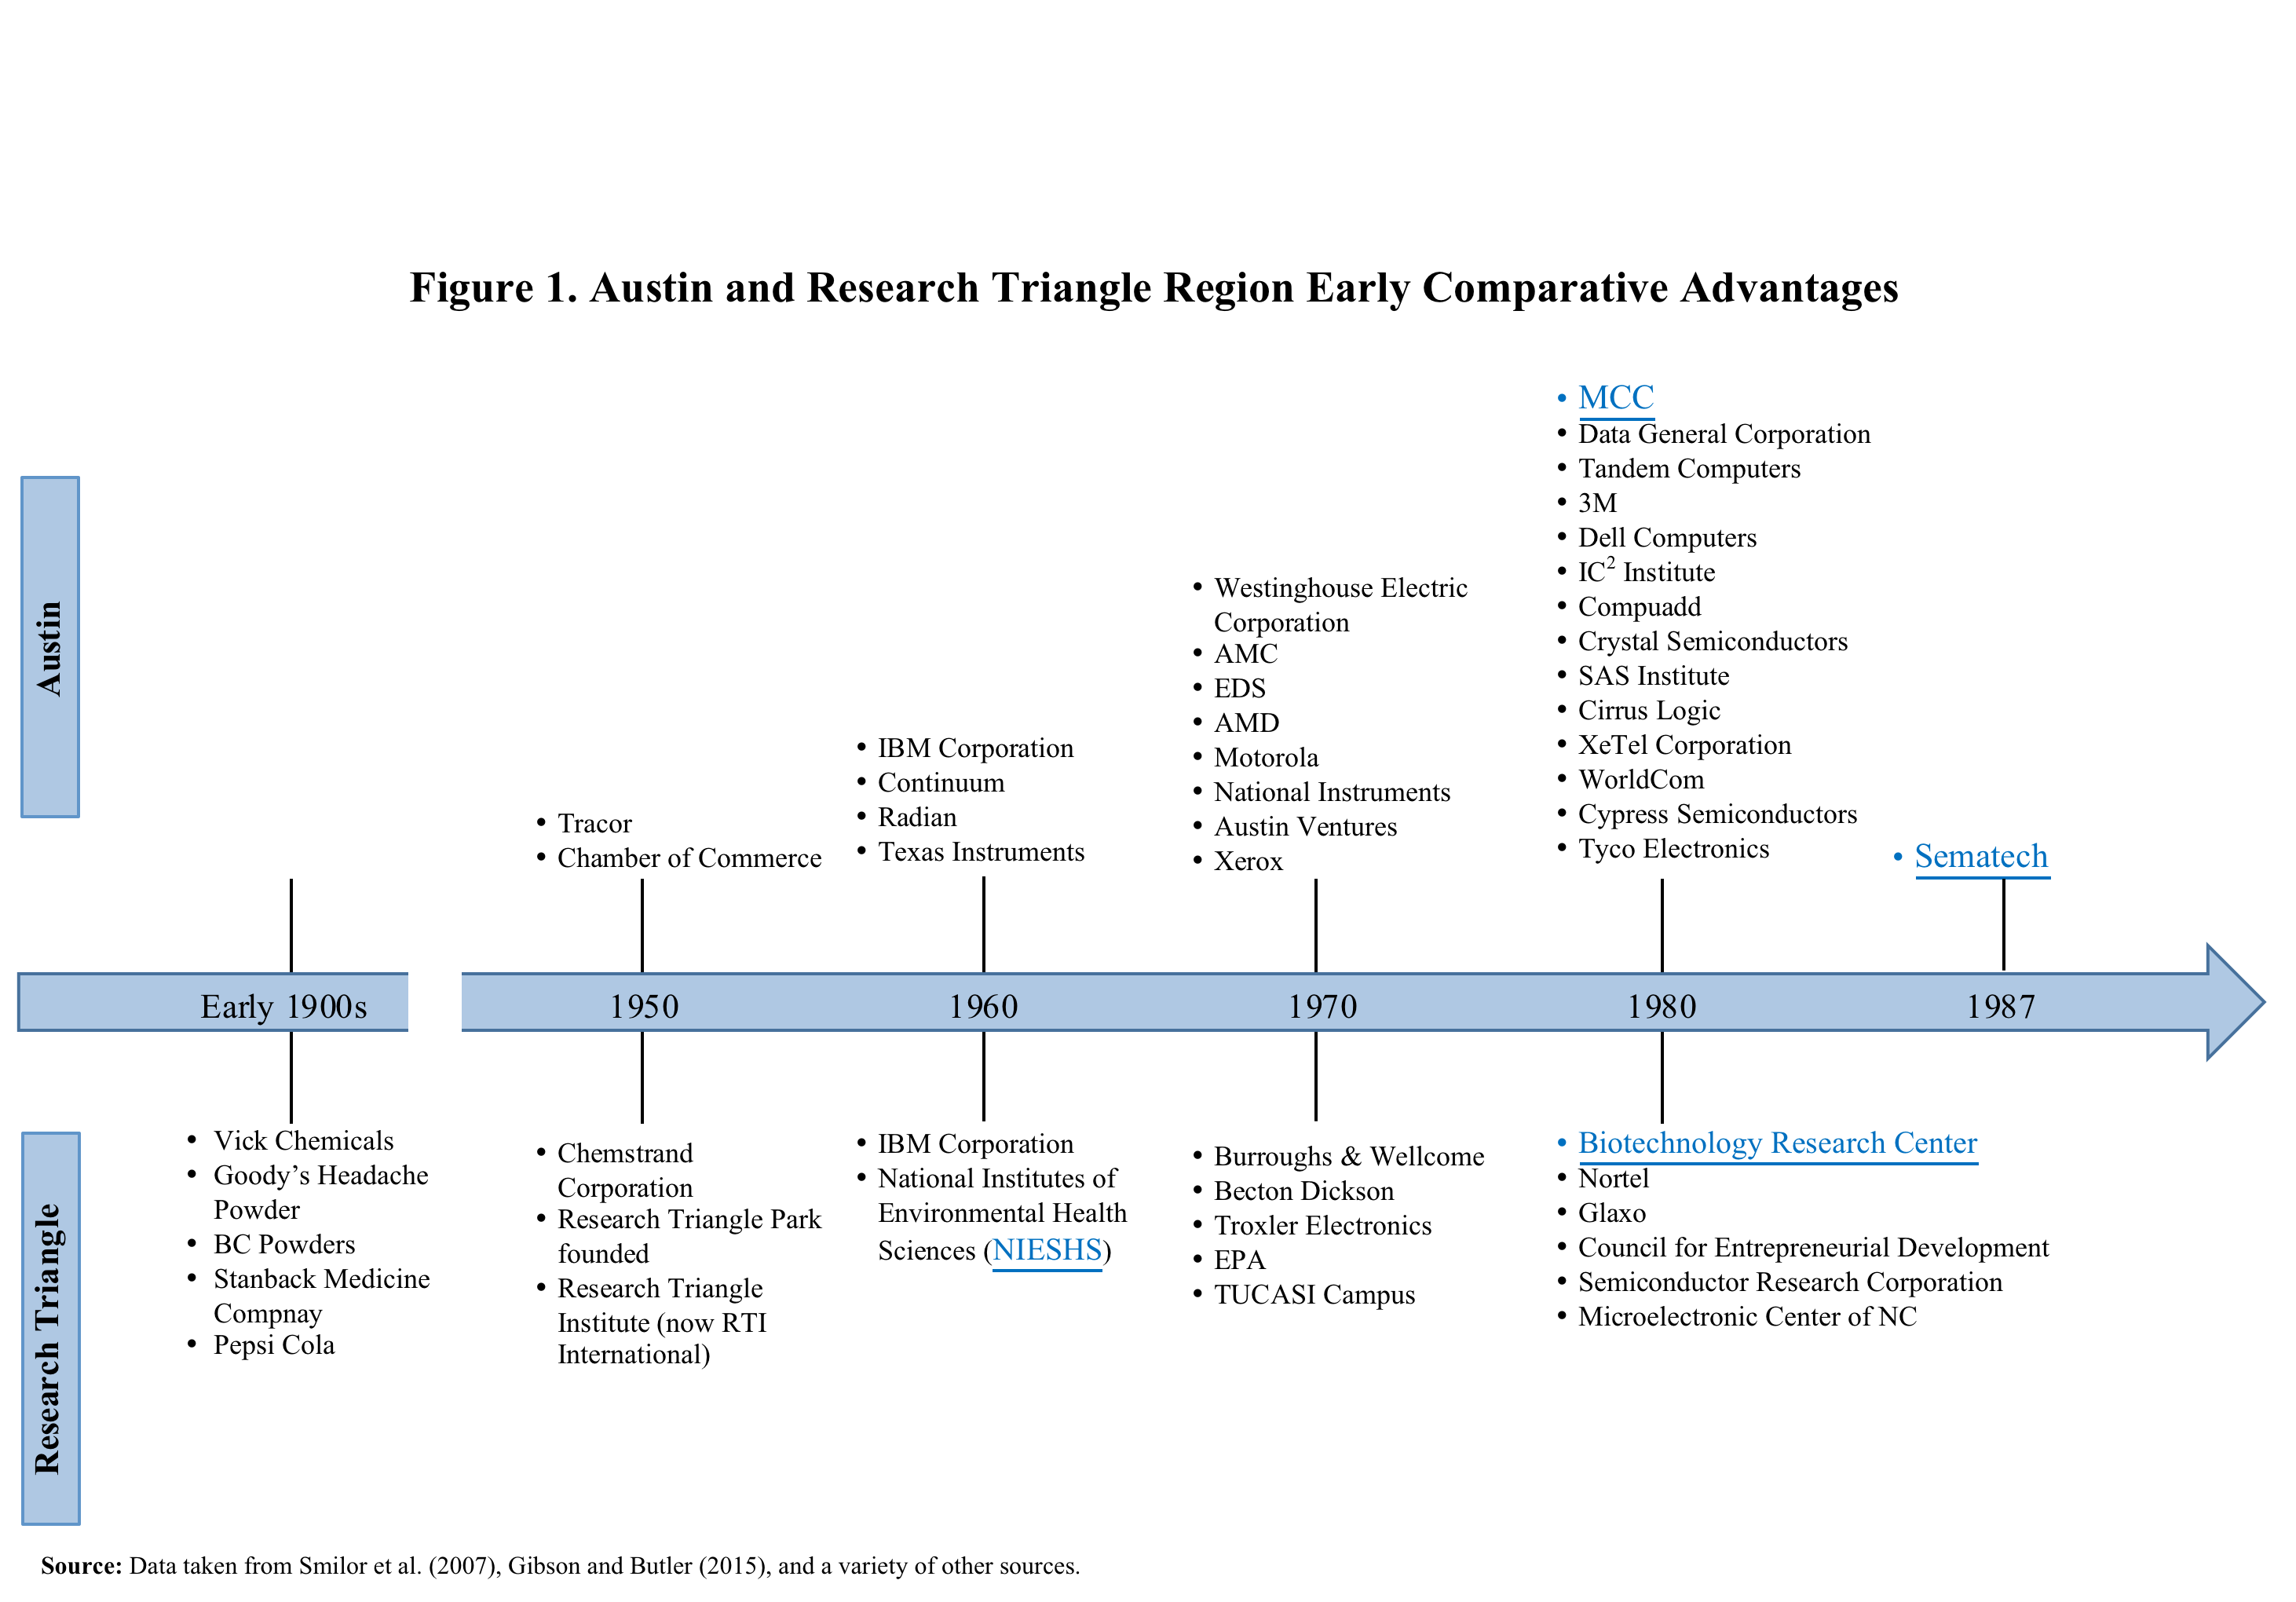 Figure 1. Austin and Research Triangle Region Early Comparative Advantages
Austin
• Tracor
• Chamber of Commerce
• IBM Corporation
• Continuum
• Radian
• Texas Instruments
• Westinghouse Electric
Corporation
• AMC
• EDS
• AMD
• Motorola
• National Instruments
• Austin Ventures
• Xerox
• MCC
• Data General Corporation
• Tandem Computers
• 3M
• Dell Computers
• IC² Institute
• Compuadd
• Crystal Semiconductors
• SAS Institute
• Cirrus Logic
• XeTel Corporation
• WorldCom
• Cypress Semiconductors
• Tyco Electronics
• Sematech
Early 1900s
1950
1960
1970
1980
1987
Research Triangle
• Vick Chemicals
• Goody’s Headache
Powder
• BC Powders
• Stanback Medicine
Compnay
• Pepsi Cola
• Chemstrand
Corporation
• Research Triangle Park
founded
• Research Triangle
Institute (now RTI
International)
• IBM Corporation
• National Institutes of
Environmental Health
Sciences (NIESHS)
• Burroughs & Wellcome
• Becton Dickson
• Troxler Electronics
• EPA
• TUCASI Campus
• Biotechnology Research Center
• Nortel
• Glaxo
• Council for Entrepreneurial Development
• Semiconductor Research Corporation
• Microelectronic Center of NC
Source: Data taken from Smilor et al. (2007), Gibson and Butler (2015), and a variety of other sources.